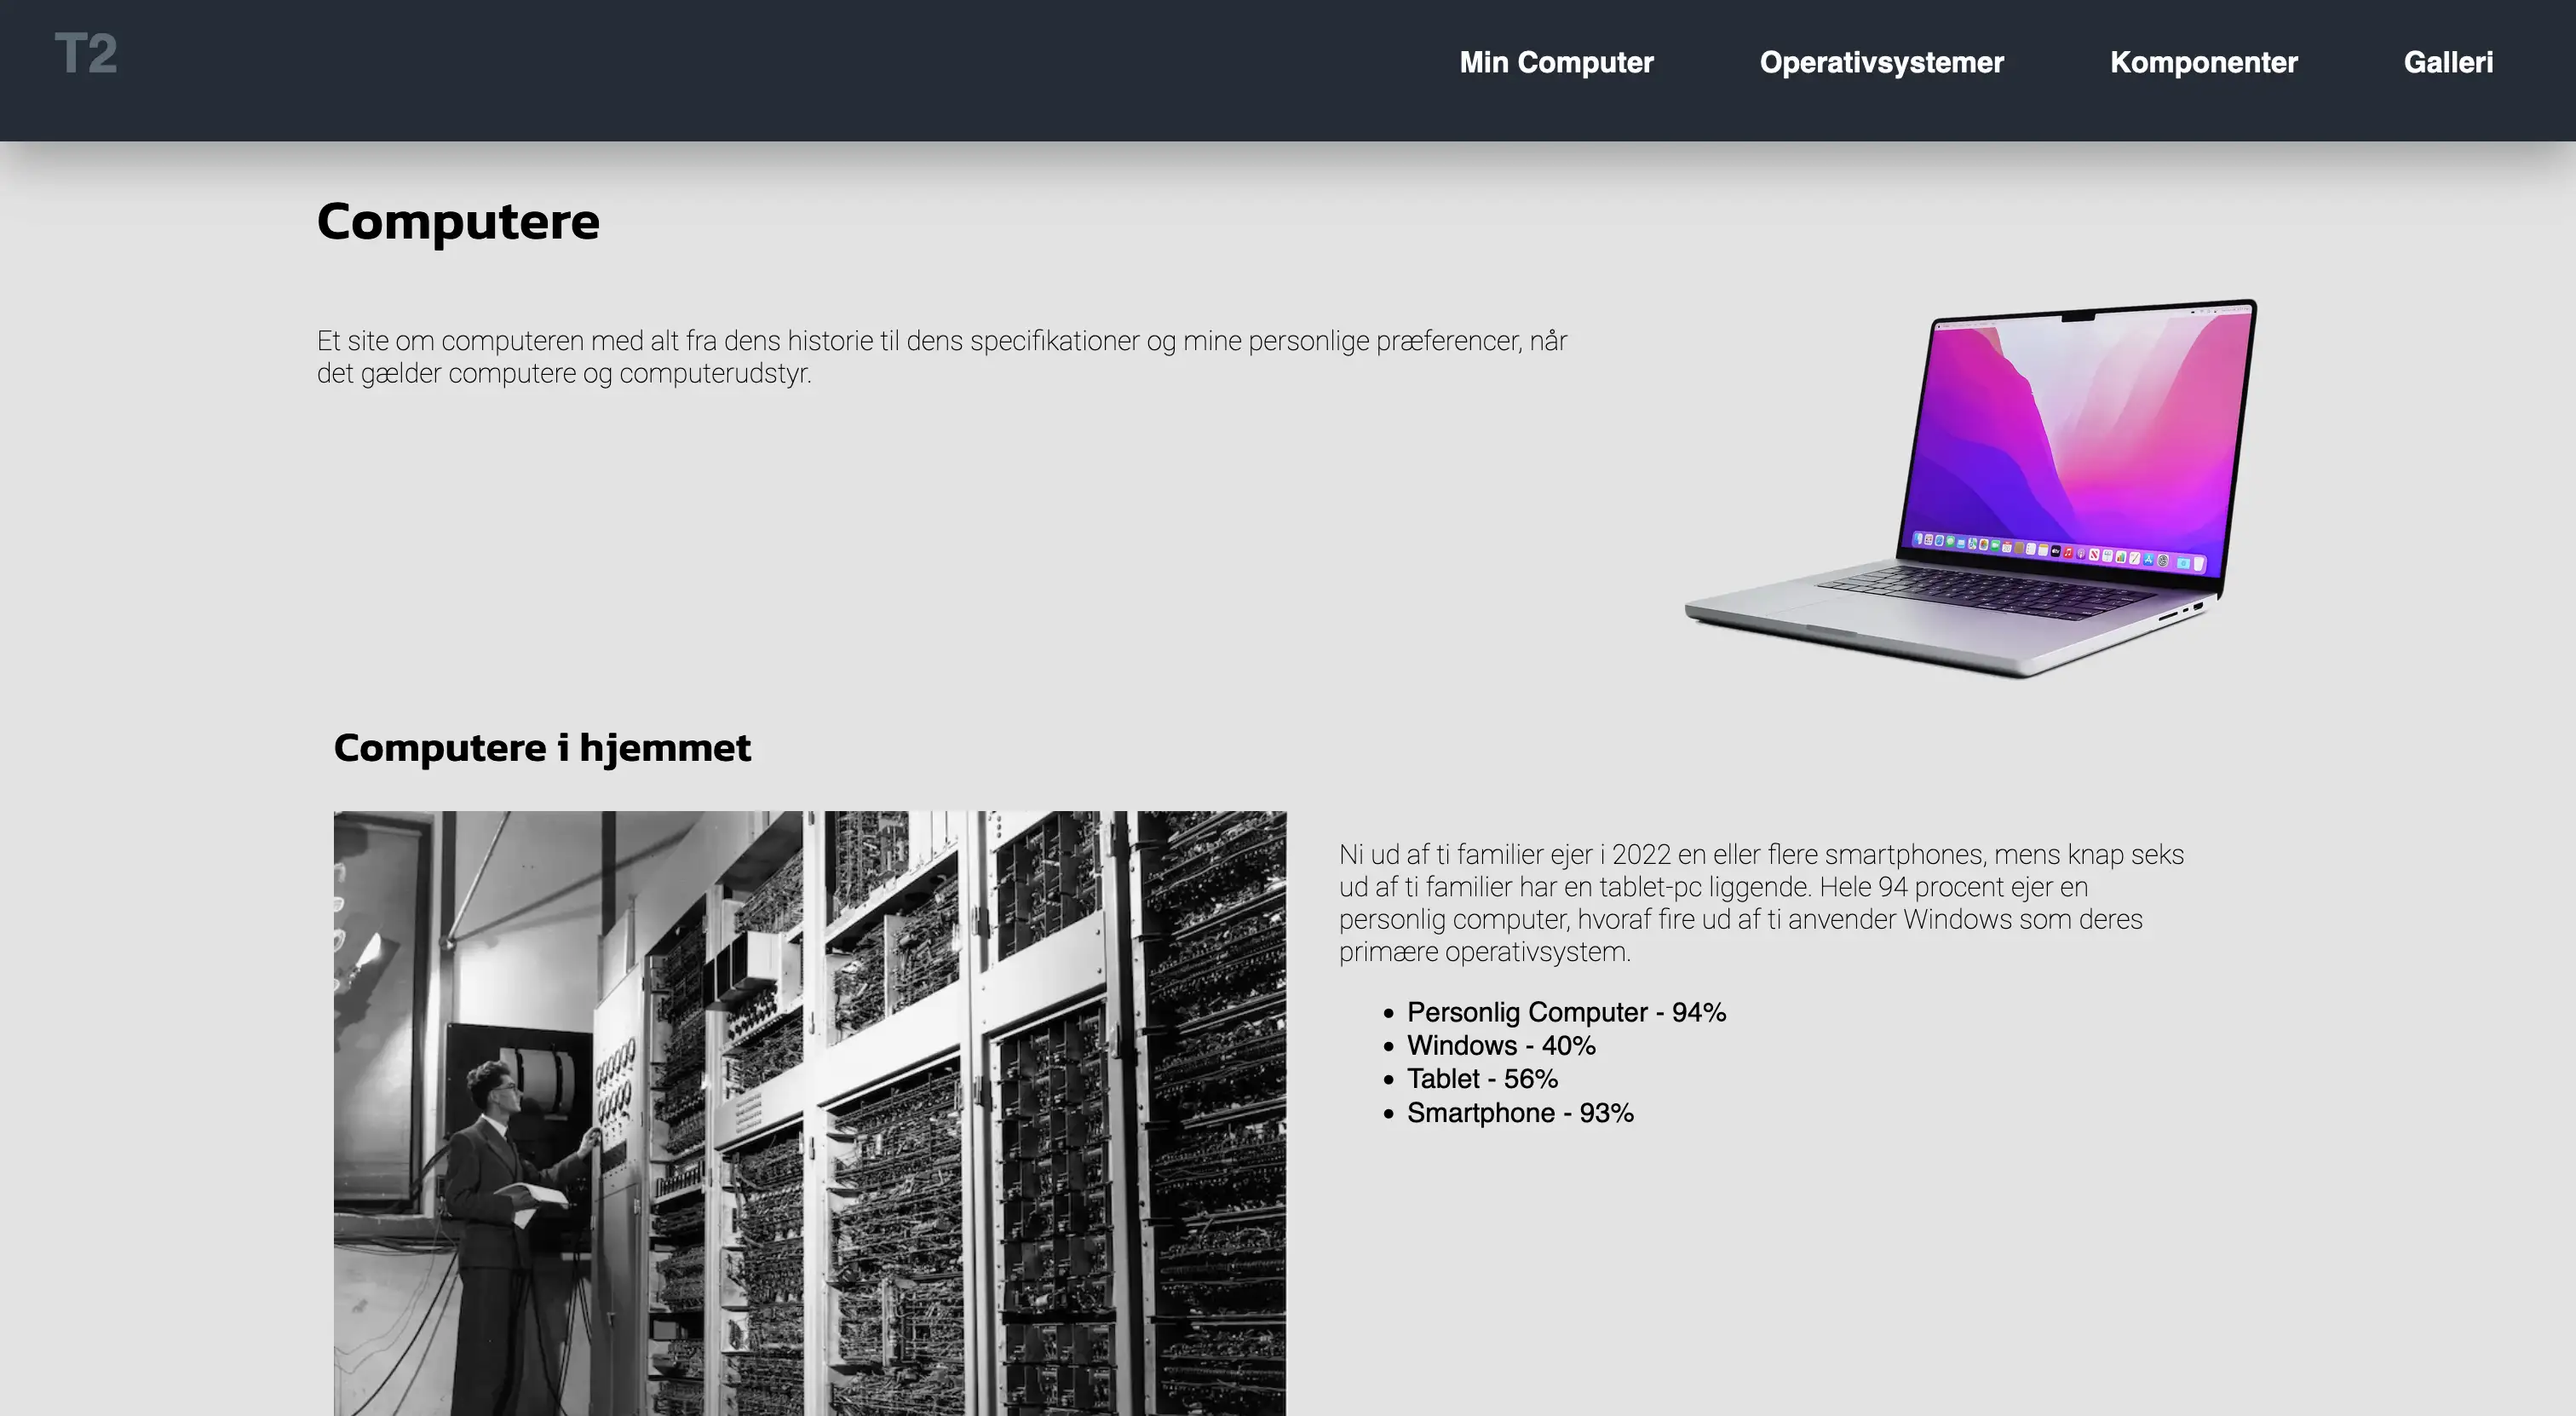 T2
Min Computer
Operativsystemer
Komponenter
Galleri
Computere
Et site om computeren med alt fra dens historie til dens specifikationer og mine personlige præferencer, når
det gælder computere og computerudstyr.
Computere i hjemmet
Ni ud af ti familier ejer i 2022 en eller flere smartphones, mens knap seks
ud af ti familier har en tablet-pc liggende. Hele 94 procent ejer en
personlig computer, hvoraf fire ud af ti anvender Windows som deres
primære operativsystem.
• Personlig Computer - 94%
• Windows - 40%
• Tablet - 56%
• Smartphone - 93%